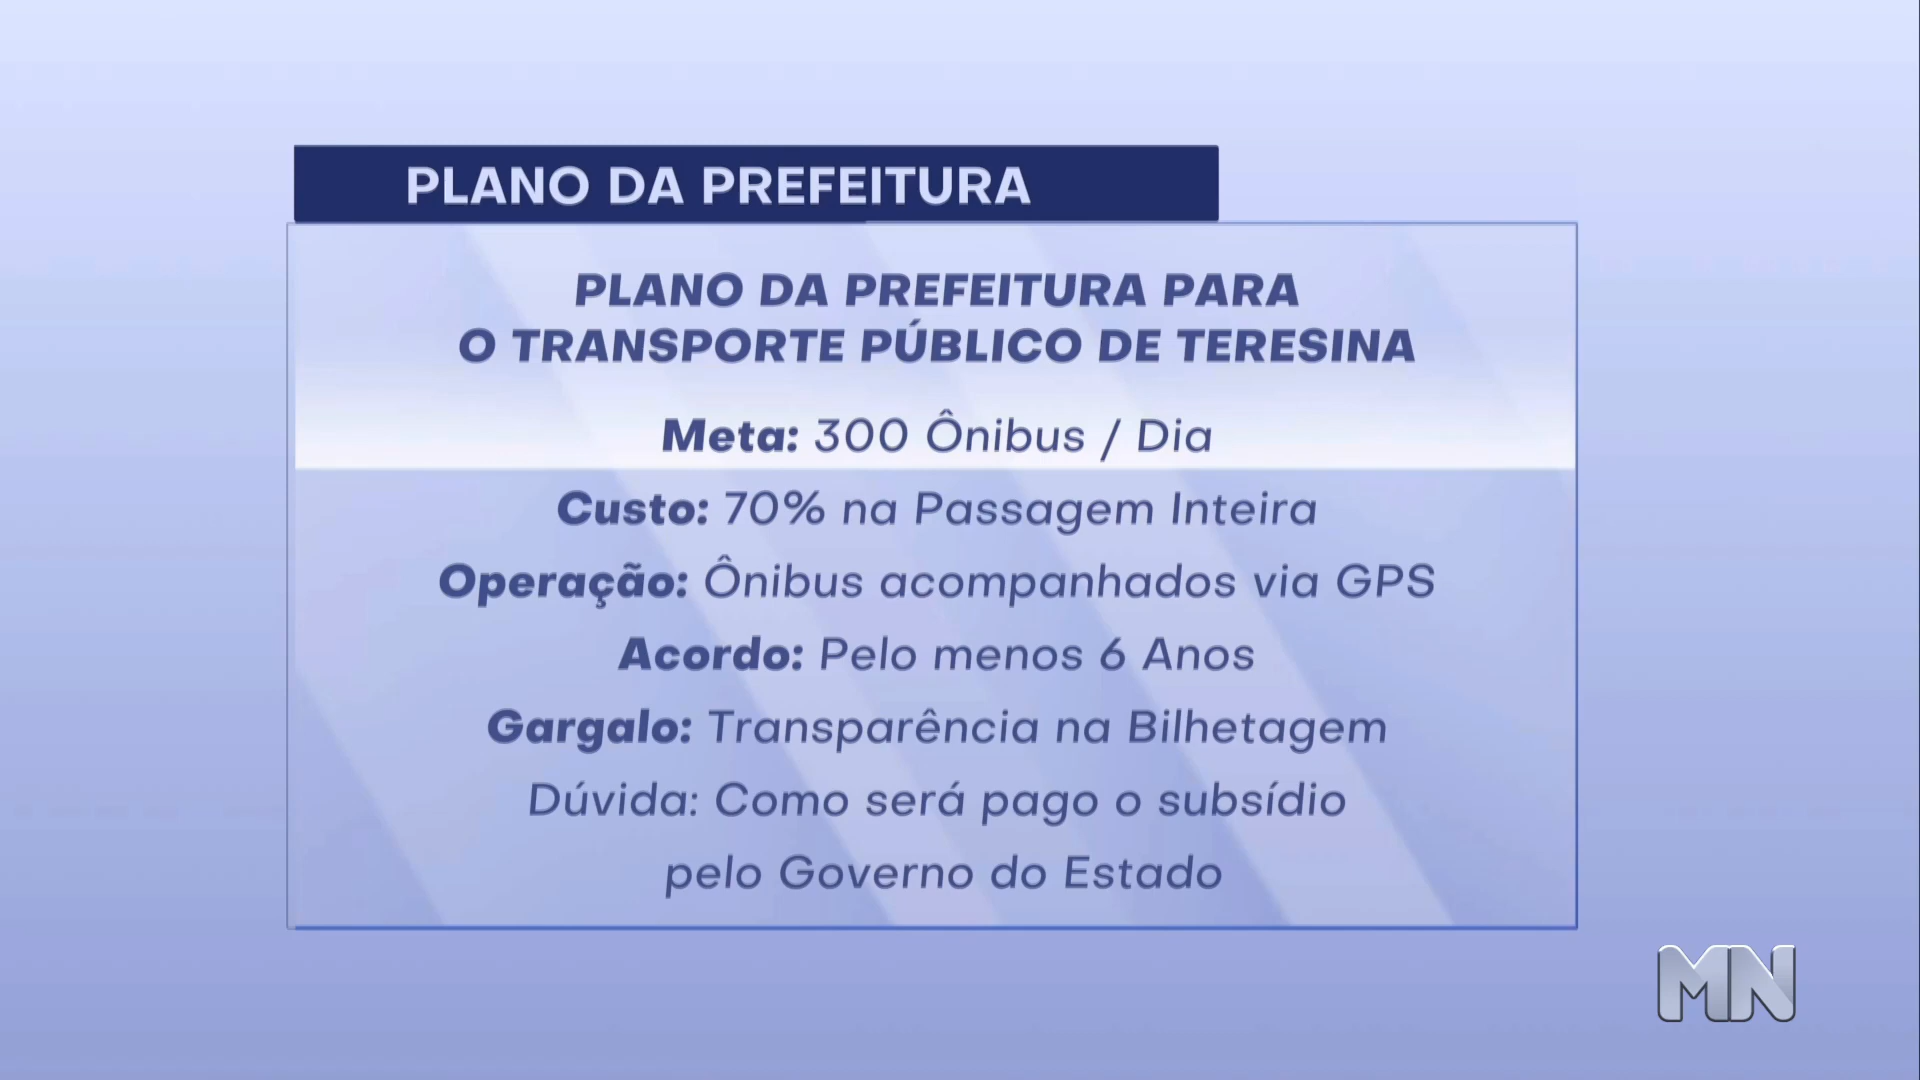 PLANO DA PREFEITURA
PLANO DA PREFEITURA PARA
O TRANSPORTE PÚBLICO DE TERESINA
Meta: 300 Ônibus / Dia
Custo: 70% na Passagem Inteira
Operação: Ônibus acompanhados via GPS
Acordo: Pelo menos 6 Anos
Gargalo: Transparência na Bilhetagem
Dúvida: Como será pago o subsídio
pelo Governo do Estado
MN